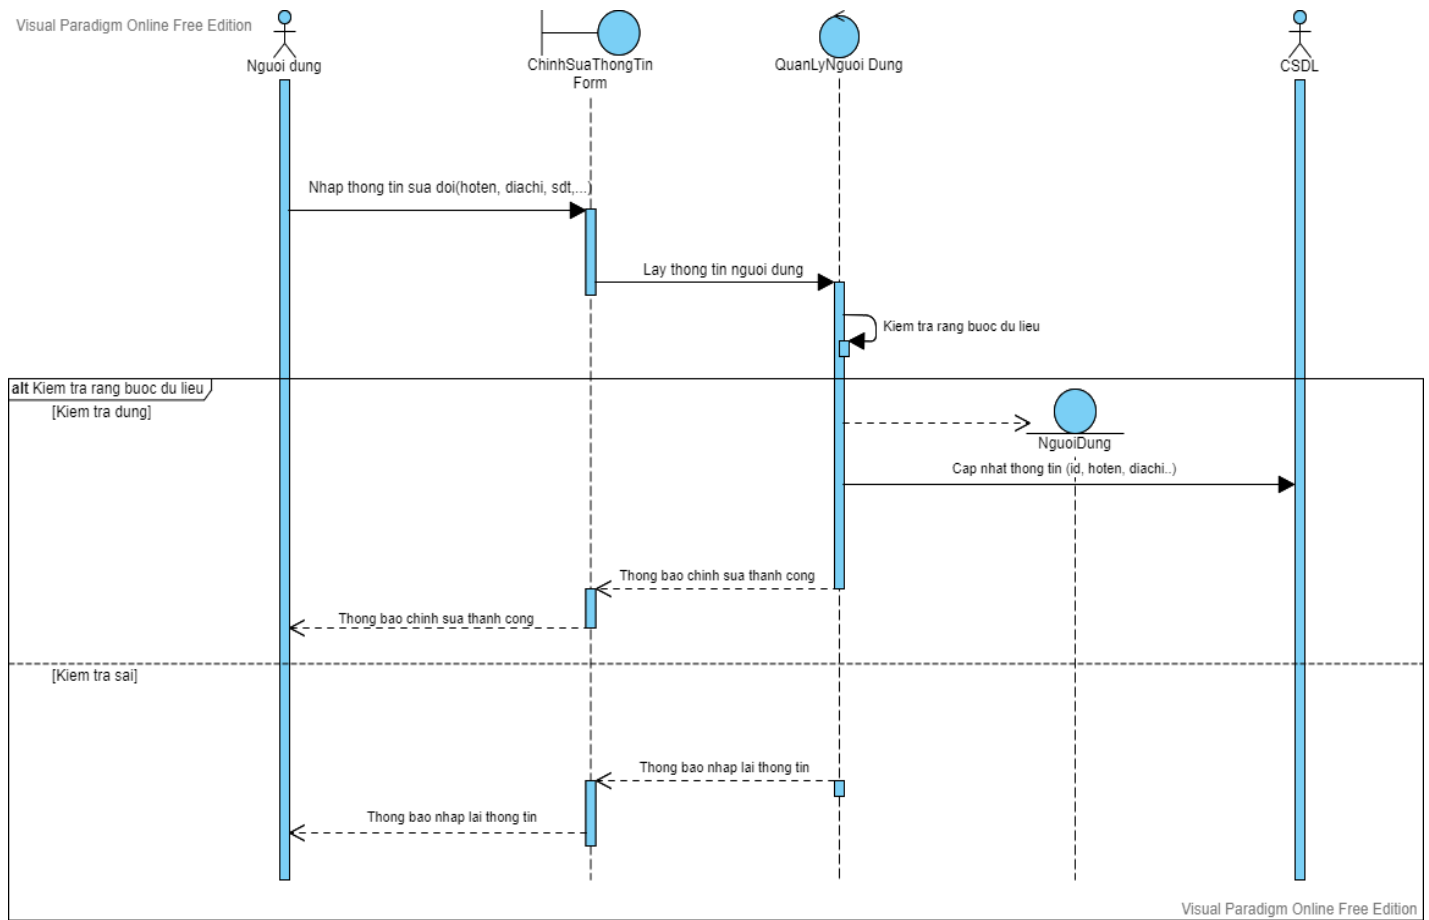 Visual Paradigm Online Free Edition
Nguoi dung
ChinhSuaThongTin
Form
QuanLyNguoi Dung
CSDL
Nhap thong tin sua doi(hoten, diachi, sdt,...)
Lay thong tin nguoi dung
Kiem tra rang buoc du lieu
alt Kiem tra rang buoc du lieu
[Kiem tra dung]
NguoiDung
Cap nhat thong tin (id, hoten, diachi..)
Thong bao chinh sua thanh cong
Thong bao chinh sua thanh cong
[Kiem tra sai]
Thong bao nhap lai thong tin
Thong bao nhap lai thong tin
Visual Paradigm Online Free Edition